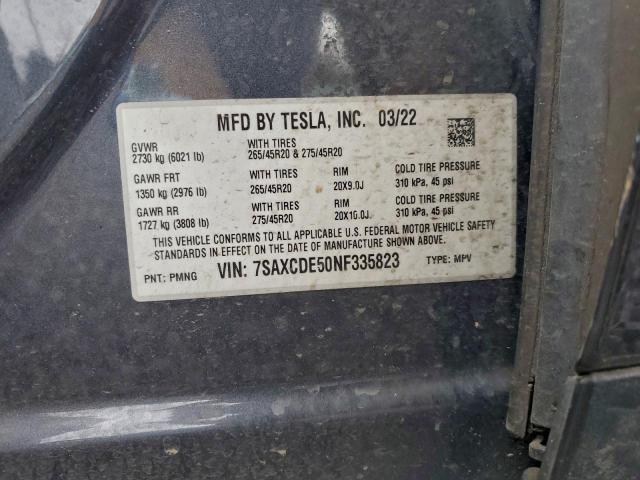 MFD BY TESLA, INC. 03/22
GVWR WITH TIRES
2730 kg (6021 lb) 265/45R20 & 275/45R20
GAWR FRT WITH TIRES RIM COLD TIRE PRESSURE
1350 kg (2976 lb) 265/45R20 20X9.0J 310 kPa, 45 psi
GAWR RR WITH TIRES RIM COLD TIRE PRESSURE
1727 kg (3808 lb) 275/45R20 20X10.0J 310 kPa, 45 psi
THIS VEHICLE CONFORMS TO ALL APPLICABLE U.S. FEDERAL MOTOR VEHICLE SAFETY
STANDARDS IN EFFECT ON THE DATE OF MANUFACTURE SHOWN ABOVE.
PNT: PMNG VIN: 7SAXCDE50NF335823 TYPE: MPV